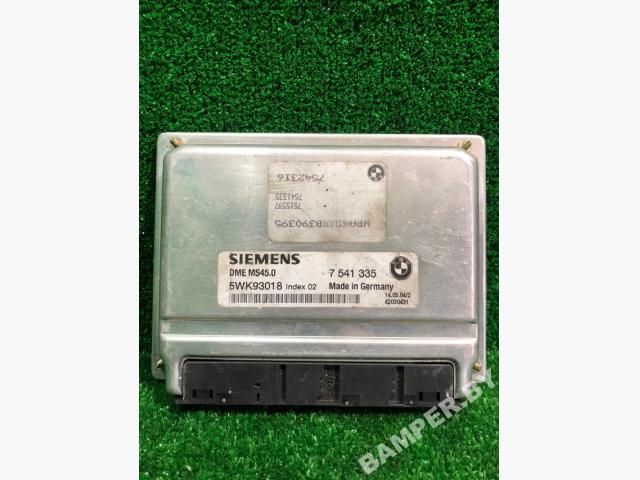 7542316
7541335
7515597
SIEMENS
DME MS45.0
7 541 335
5WK93018 Index 02
Made in Germany
14.05.04/2
42030431
BAMPER.BY